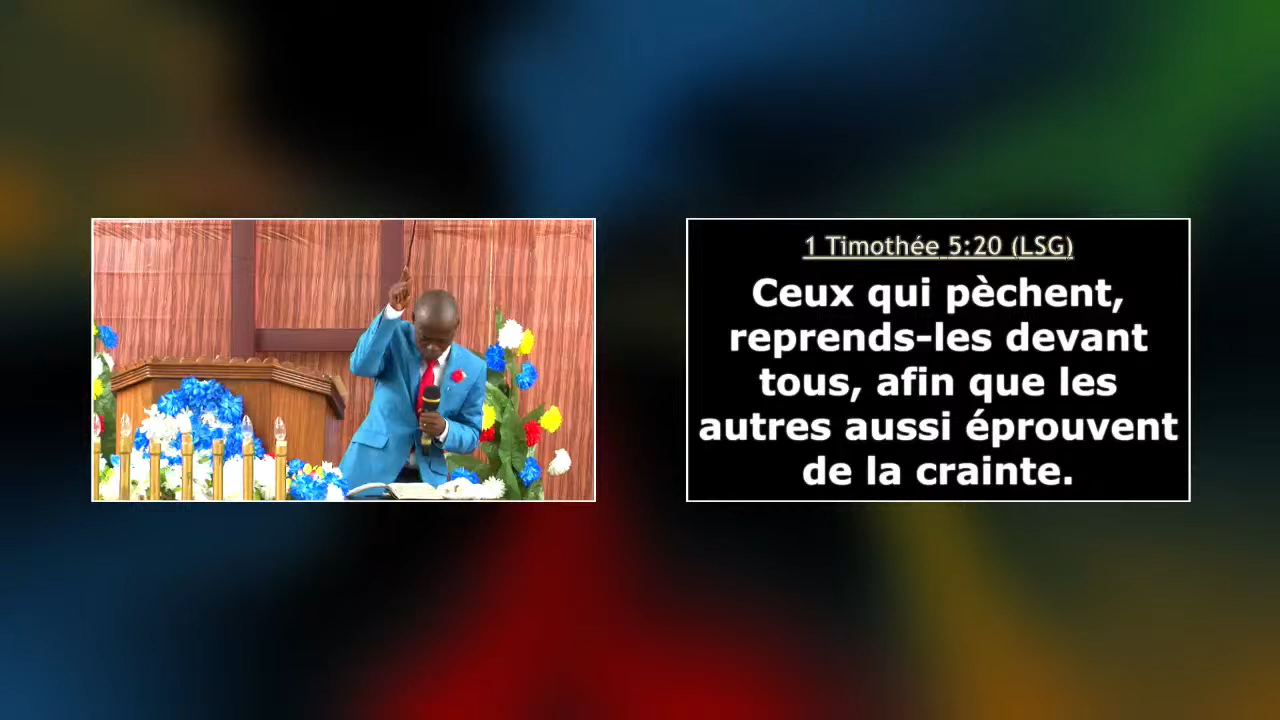 1 Timothée 5:20 (LSG)
Ceux qui pèchent,
reprends-les devant
tous, afin que les
autres aussi éprouvent
de la crainte.